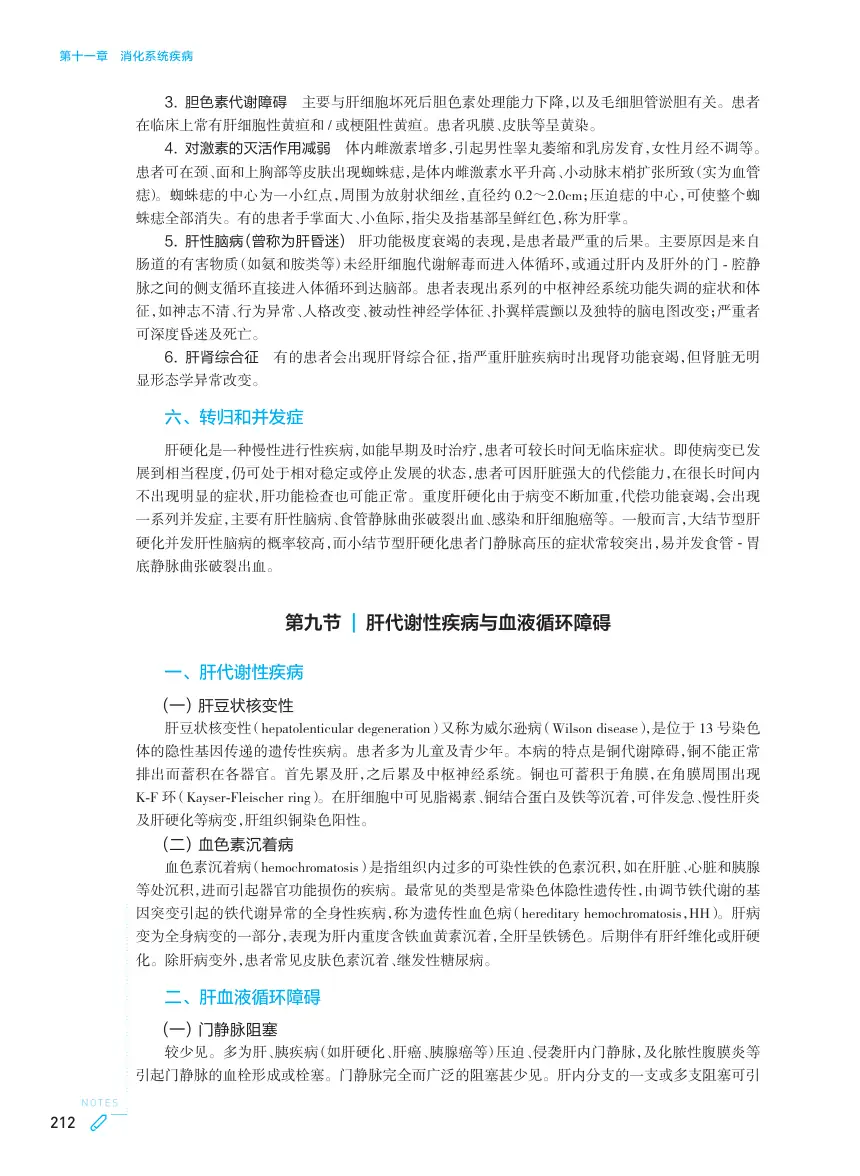 第十一章 消化系统疾病
3. 胆色素代谢障碍 主要与肝细胞坏死后胆色素处理能力下降，以及毛细胆管淤胆有关。患者
在临床上常有肝细胞性黄疸和 / 或梗阻性黄疸。患者巩膜、皮肤等呈黄染。
4. 对激素的灭活作用减弱 体内雌激素增多，引起男性睾丸萎缩和乳房发育，女性月经不调等。
患者可在颈、面和上胸部等皮肤出现蜘蛛痣，是体内雌激素水平升高、小动脉末梢扩张所致（实为血管
痣）。蜘蛛痣的中心为一小红点，周围为放射状细丝，直径约 0.2～2.0cm；压迫痣的中心，可使整个蜘
蛛痣全部消失。有的患者手掌面大、小鱼际，指尖及指基部呈鲜红色，称为肝掌。
5. 肝性脑病（曾称为肝昏迷） 肝功能极度衰竭的表现，是患者最严重的后果。主要原因是来自
肠道的有害物质（如氨和胺类等）未经肝细胞代谢解毒而进入体循环，或通过肝内及肝外的门 - 腔静
脉之间的侧支循环直接进入体循环到达脑部。患者表现出系列的中枢神经系统功能失调的症状和体
征，如神志不清、行为异常、人格改变、被动性神经学体征、扑翼样震颤以及独特的脑电图改变；严重者
可深度昏迷及死亡。
6. 肝肾综合征 有的患者会出现肝肾综合征，指严重肝脏疾病时出现肾功能衰竭，但肾脏无明
显形态学异常改变。
六、转归和并发症
肝硬化是一种慢性进行性疾病，如能早期及时治疗，患者可较长时间无临床症状。即使病变已发
展到相当程度，仍可处于相对稳定或停止发展的状态，患者可因肝脏强大的代偿能力，在很长时间内
不出现明显的症状，肝功能检查也可能正常。重度肝硬化由于病变不断加重，代偿功能衰竭，会出现
一系列并发症，主要有肝性脑病、食管静脉曲张破裂出血、感染和肝细胞癌等。一般而言，大结节型肝
硬化并发肝性脑病的概率较高，而小结节型肝硬化患者门静脉高压的症状常较突出，易并发食管 - 胃
底静脉曲张破裂出血。
第九节 | 肝代谢性疾病与血液循环障碍
一、肝代谢性疾病
（一）肝豆状核变性
肝豆状核变性（hepatolenticular degeneration）又称为威尔逊病（Wilson disease），是位于 13 号染色
体的隐性基因传递的遗传性疾病。患者多为儿童及青少年。本病的特点是铜代谢障碍，铜不能正常
排出而蓄积在各器官。首先累及肝，之后累及中枢神经系统。铜也可蓄积于角膜，在角膜周围出现
K-F 环（Kayser-Fleischer ring）。在肝细胞中可见脂褐素、铜结合蛋白及铁等沉着，可伴发急、慢性肝炎
及肝硬化等病变，肝组织铜染色阳性。
（二）血色素沉着病
血色素沉着病（hemochromatosis）是指组织内过多的可染性铁的色素沉积，如在肝脏、心脏和胰腺
等处沉积，进而引起器官功能损伤的疾病。最常见的类型是常染色体隐性遗传性，由调节铁代谢的基
因突变引起的铁代谢异常的全身性疾病，称为遗传性血色病（hereditary hemochromatosis，HH）。肝病
变为全身病变的一部分，表现为肝内重度含铁血黄素沉着，全肝呈铁锈色。后期伴有肝纤维化或肝硬
化。除肝病变外，患者常见皮肤色素沉着、继发性糖尿病。
二、肝血液循环障碍
（一）门静脉阻塞
较少见。多为肝、胰疾病（如肝硬化、肝癌、胰腺癌等）压迫、侵袭肝内门静脉，及化脓性腹膜炎等
引起门静脉的血栓形成或栓塞。门静脉完全而广泛的阻塞甚少见。肝内分支的一支或多支阻塞可引
NOTES
212